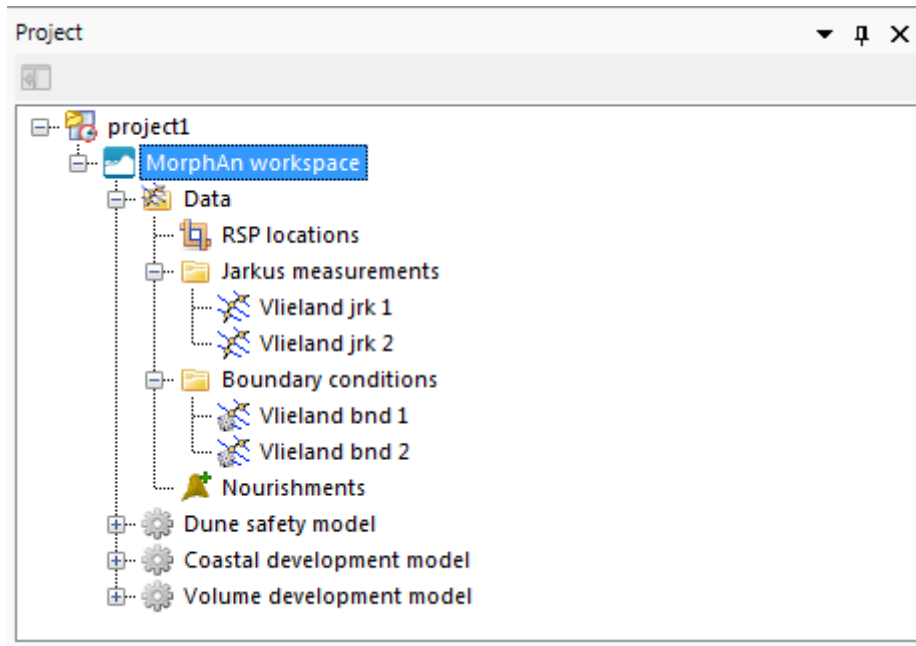 Project
project1
MorphAn workspace
Data
RSP locations
Jarkus measurements
Vlieland jrk 1
Vlieland jrk 2
Boundary conditions
Vlieland bnd 1
Vlieland bnd 2
Nourishments
Dune safety model
Coastal development model
Volume development model